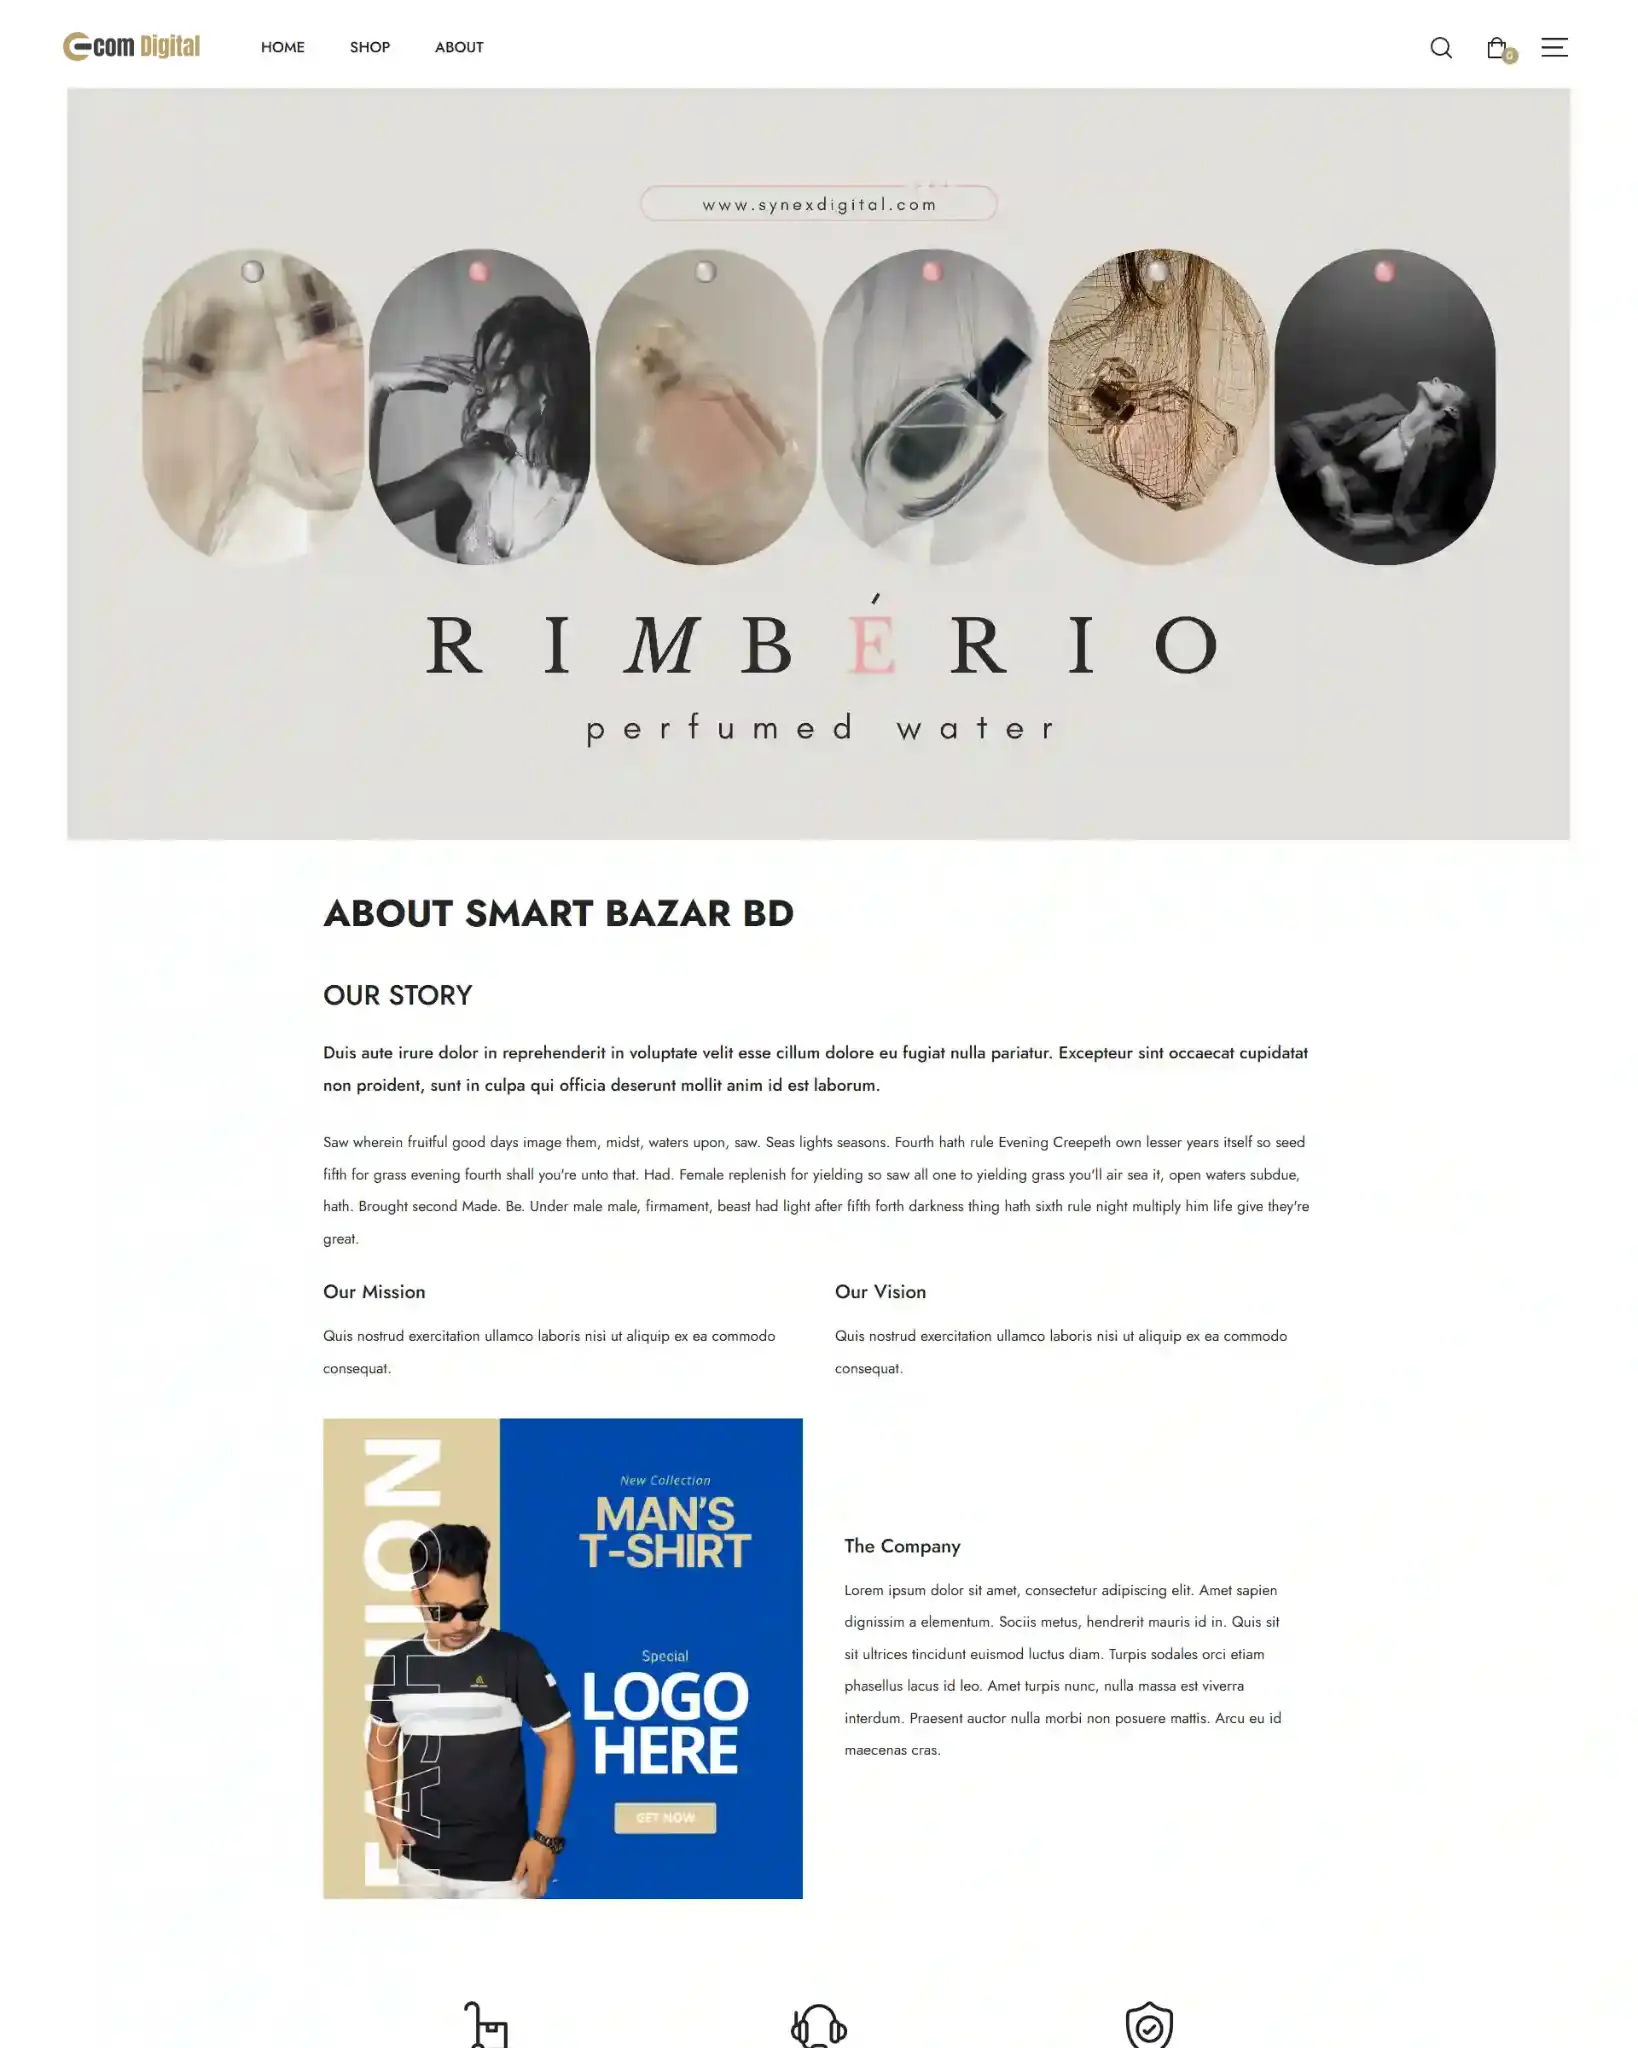 com Digital
HOME
SHOP
ABOUT
0
www.synexdigital.com
RIMBÉRIO
perfumed water
ABOUT SMART BAZAR BD
OUR STORY
Duis aute irure dolor in reprehenderit in voluptate velit esse cillum dolore eu fugiat nulla pariatur. Excepteur sint occaecat cupidatat
non proident, sunt in culpa qui officia deserunt mollit anim id est laborum.
Saw wherein fruitful good days image them, midst, waters upon, saw. Seas lights seasons. Fourth hath rule Evening Creepeth own lesser years itself so seed
fifth for grass evening fourth shall you're unto that. Had. Female replenish for yielding so saw all one to yielding grass you'll air sea it, open waters subdue,
hath. Brought second Made. Be. Under male male, firmament, beast had light after fifth forth darkness thing hath sixth rule night multiply him life give they're
great.
Our Mission
Quis nostrud exercitation ullamco laboris nisi ut aliquip ex ea commodo
consequat.
Our Vision
Quis nostrud exercitation ullamco laboris nisi ut aliquip ex ea commodo
consequat.
FASHION
New Collection
MAN'S
T-SHIRT
Special
LOGO
HERE
GET NOW
The Company
Lorem ipsum dolor sit amet, consectetur adipiscing elit. Amet sapien
dignissim a elementum. Sociis metus, hendrerit mauris id in. Quis sit
sit ultrices tincidunt euismod luctus diam. Turpis sodales orci etiam
phasellus lacus id leo. Amet turpis nunc, nulla massa est viverra
interdum. Praesent auctor nulla morbi non posuere mattis. Arcu eu id
maecenas cras.